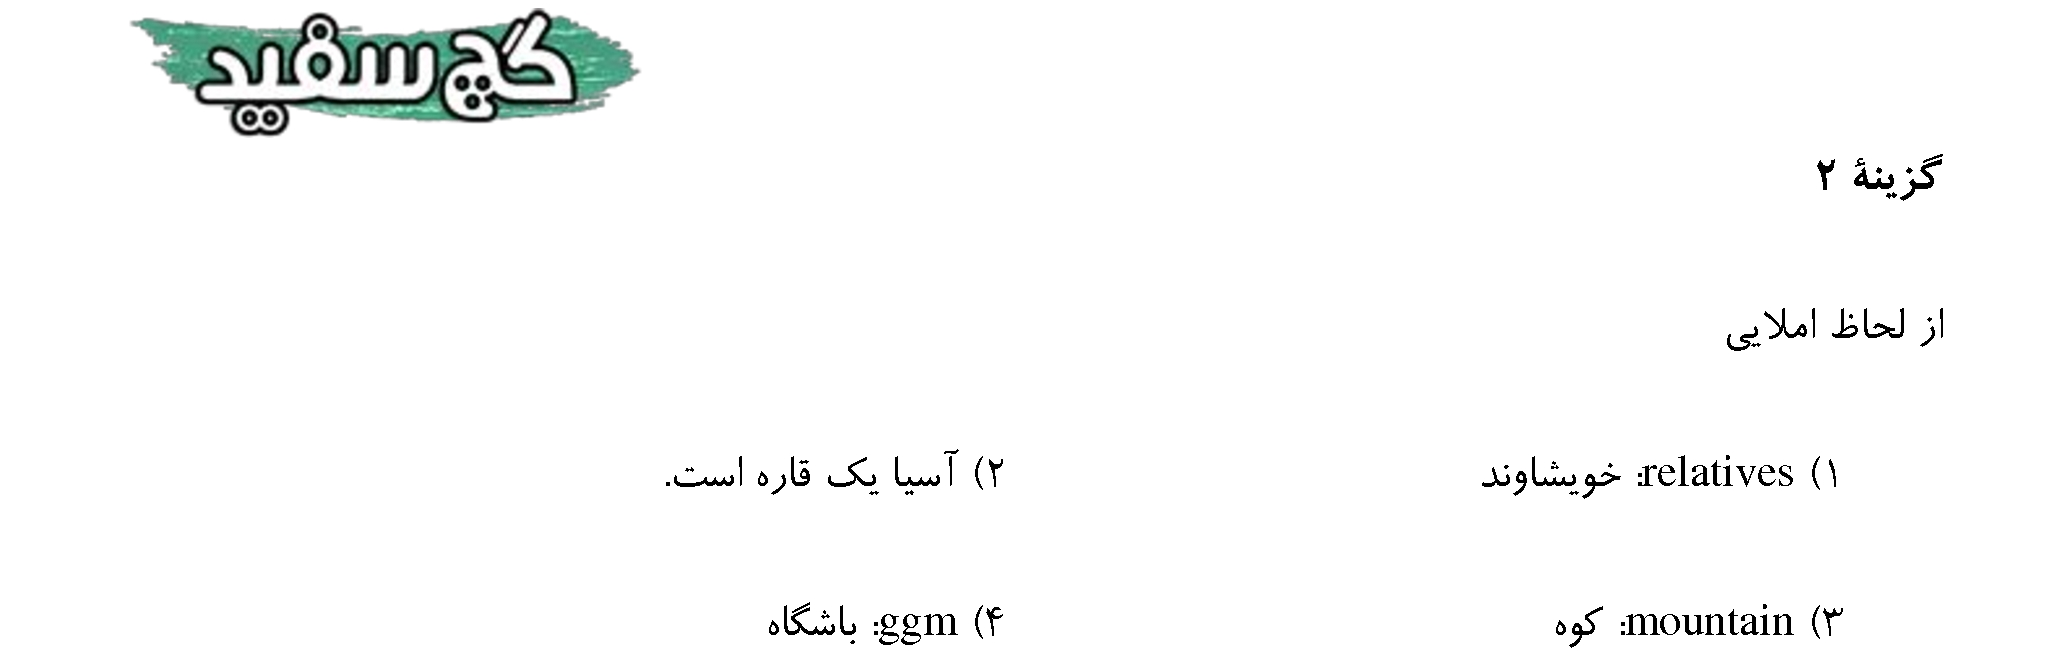 گچ سفید
گزینهٔ ۲
از لحاظ املایی
۱) relatives: خویشاوند ۲) آسیا یک قاره است.
۳) mountain: کوه ۴) ggm: باشگاه